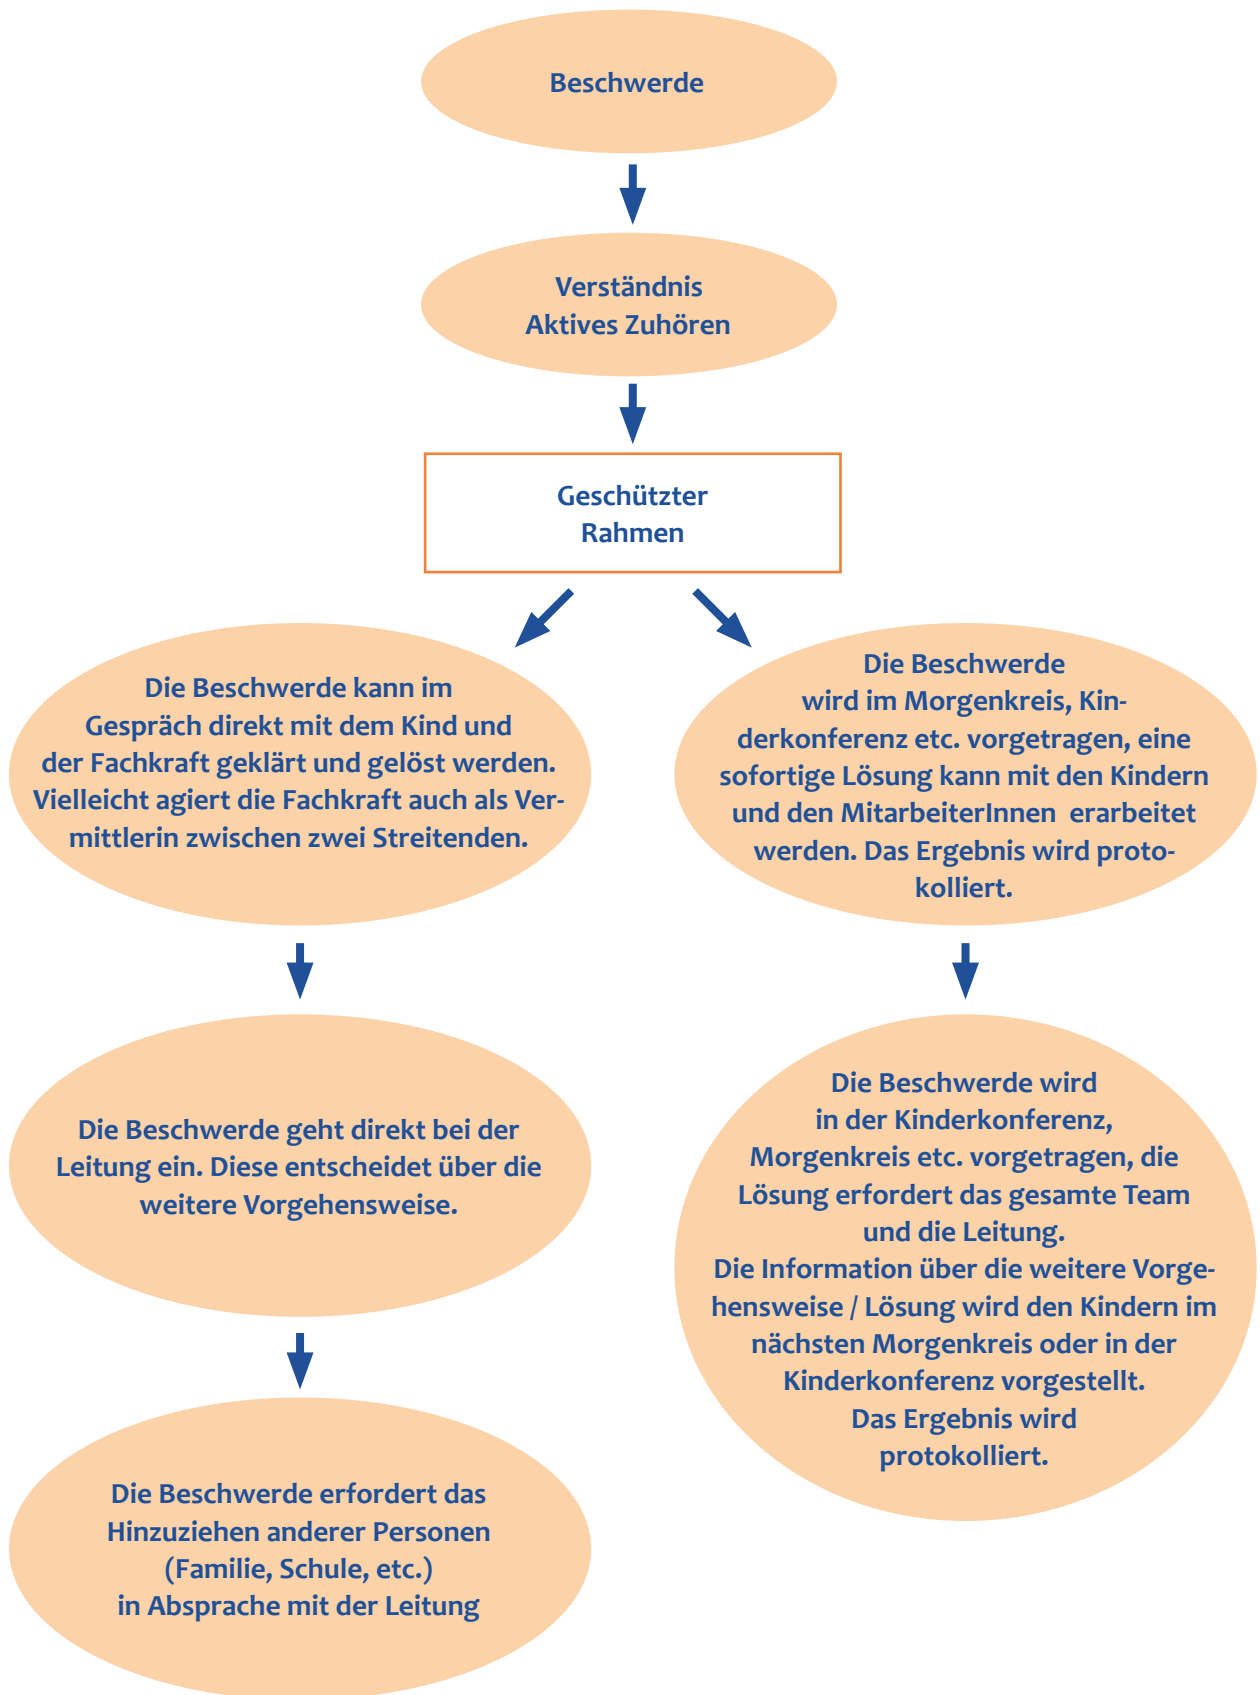 Beschwerde
Verständnis
Aktives Zuhören
Geschützter
Rahmen
Die Beschwerde kann im
Gespräch direkt mit dem Kind und
der Fachkraft geklärt und gelöst werden.
Vielleicht agiert die Fachkraft auch als Ver-
mittlerin zwischen zwei Streitenden.
Die Beschwerde
wird im Morgenkreis, Kin-
derkonferenz etc. vorgetragen, eine
sofortige Lösung kann mit den Kindern
und den MitarbeiterInnen erarbeitet
werden. Das Ergebnis wird proto-
kolliert.
Die Beschwerde geht direkt bei der
Leitung ein. Diese entscheidet über die
weitere Vorgehensweise.
Die Beschwerde wird
in der Kinderkonferenz,
Morgenkreis etc. vorgetragen, die
Lösung erfordert das gesamte Team
und die Leitung.
Die Information über die weitere Vorge-
hensweise / Lösung wird den Kindern im
nächsten Morgenkreis oder in der
Kinderkonferenz vorgestellt.
Das Ergebnis wird
protokolliert.
Die Beschwerde erfordert das
Hinzuziehen anderer Personen
(Familie, Schule, etc.)
in Absprache mit der Leitung